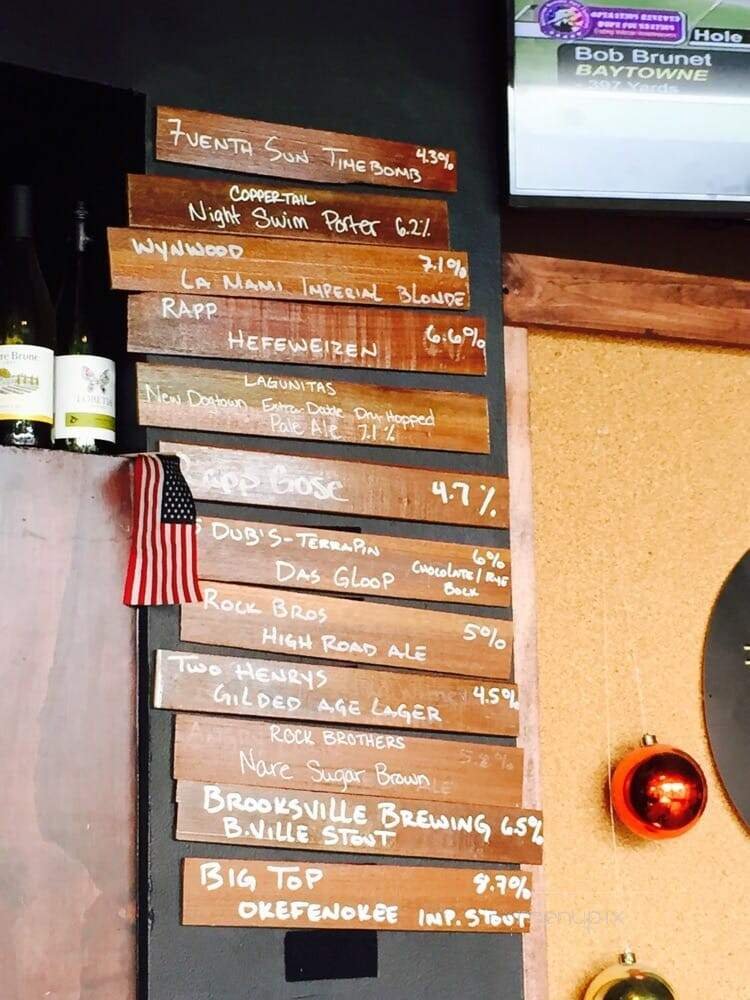 Hole
Bob Brunet
BAYTOWNE
397 Yards
7VENTH SUN TIMEBOMB 4.3%
COPPERTAIL
Night Swim Porter 6.2%
WYNWOOD 7.1%
LA MAMI IMPERIAL BLONDE
RAPP 6.6%
HEFEWEIZEN
LAGUNITAS
New Dogtown Extra-Dable Dry-Hopped
Pale Ale 7.1%
Rapp Gose 4.7%
DUB'S-TERRAPIN 6%
DAS GLOOP CHOCOLATE/RYE
BOCK
ROCK BROS 5%
HIGH ROAD ALE
TWO HENRYS 4.5%
GILDED AGE LAGER
ROCK BROTHERS 5.8%
Nare Sugar Brown
BROOKSVILLE BREWING 6.5%
B.VILLE STOUT
BIG TOP 8.7%
OKEFENOKEE IMP. STOUT